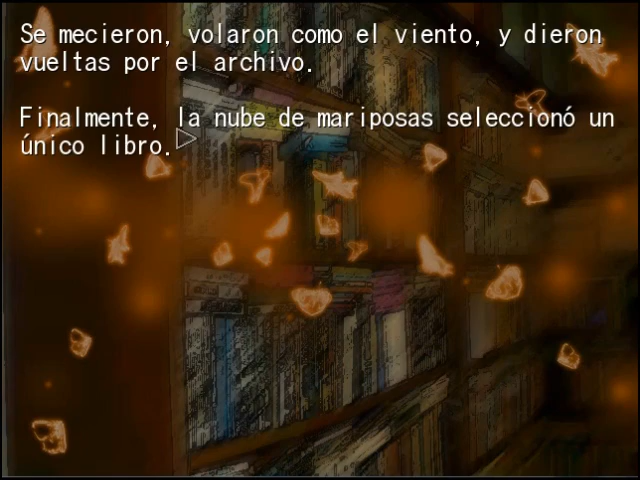 Se mecieron, volaron como el viento, y dieron
vueltas por el archivo.
Finalmente, la nube de mariposas seleccionó un
único libro.